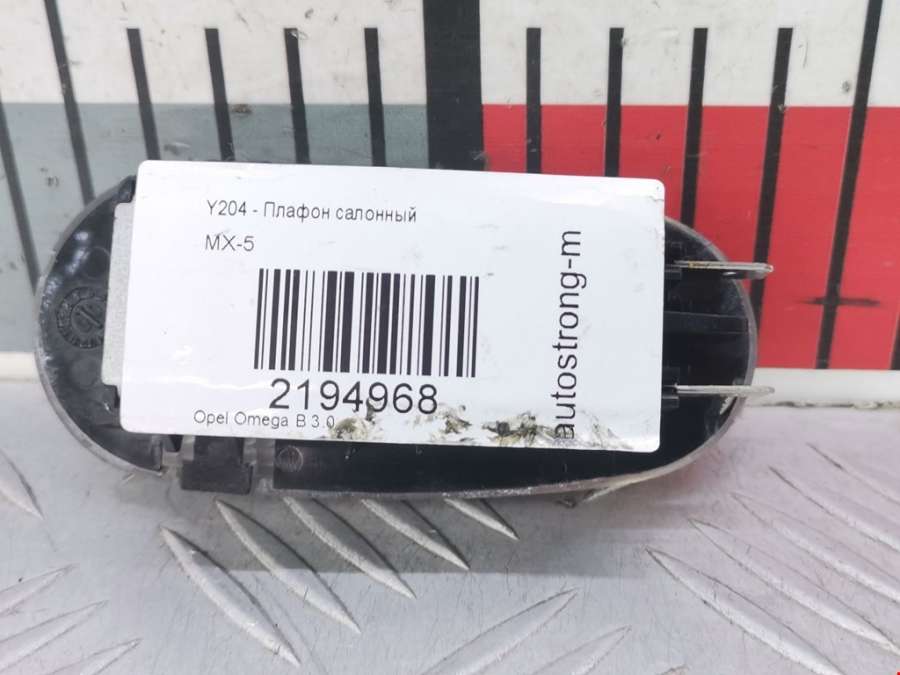 Y204 - Плафон салонный
MX-5
2194968
Opel Omega B 3.0
autostrong-m